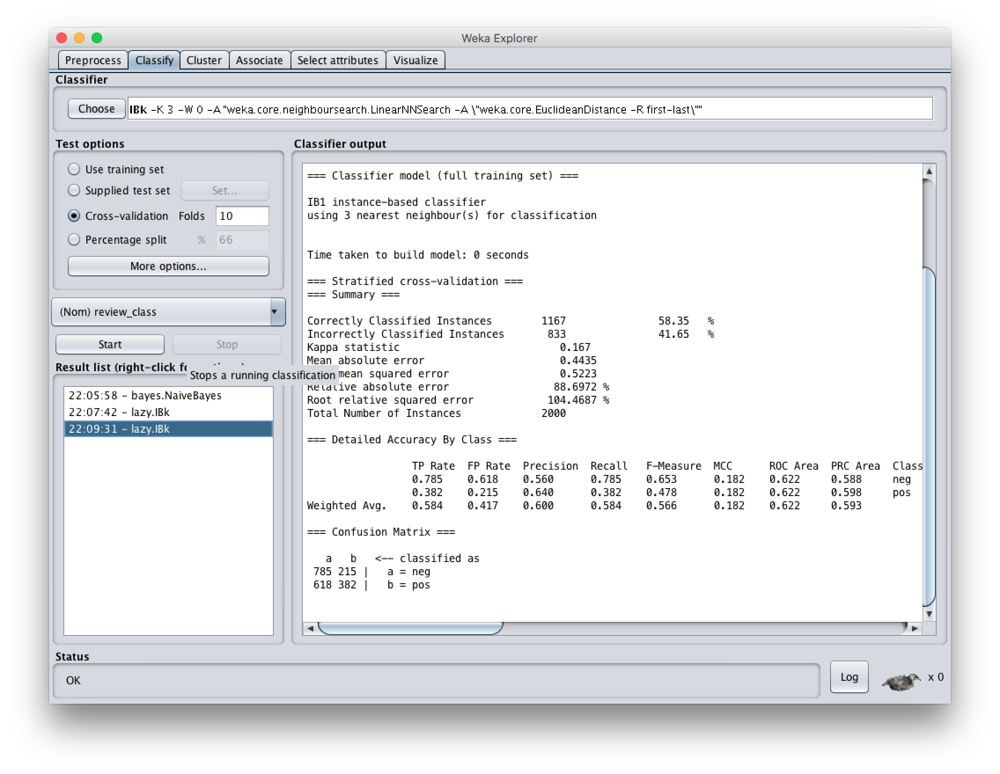 Weka Explorer
Preprocess Classify Cluster Associate Select attributes Visualize
Classifier
Choose IBk -K 3 -W 0 -A "weka.core.neighboursearch.LinearNNSearch -A \"weka.core.EuclideanDistance -R first-last\""
Test options
Use training set
Supplied test set Set...
Cross-validation Folds 10
Percentage split % 66
More options...
(Nom) review_class
Start Stop
Result list (right-click
Stops a running classification
22:05:58 - bayes.NaiveBayes
22:07:42 - lazy.IBk
22:09:31 - lazy.IBk
Classifier output
=== Classifier model (full training set) ===
IB1 instance-based classifier
using 3 nearest neighbour(s) for classification
Time taken to build model: 0 seconds
=== Stratified cross-validation ===
=== Summary ===
Correctly Classified Instances 1167 58.35 %
Incorrectly Classified Instances 833 41.65 %
Kappa statistic 0.167
Mean absolute error 0.4435
mean squared error 0.5223
Relative absolute error 88.6972 %
Root relative squared error 104.4687 %
Total Number of Instances 2000
=== Detailed Accuracy By Class ===
TP Rate FP Rate Precision Recall F-Measure MCC ROC Area PRC Area Class
0.785 0.618 0.560 0.785 0.653 0.182 0.622 0.588 neg
0.382 0.215 0.640 0.382 0.478 0.182 0.622 0.598 pos
Weighted Avg. 0.584 0.417 0.600 0.584 0.566 0.182 0.622 0.593
=== Confusion Matrix ===
a b <-- classified as
785 215 | a = neg
618 382 | b = pos
Status
OK
Log
x 0